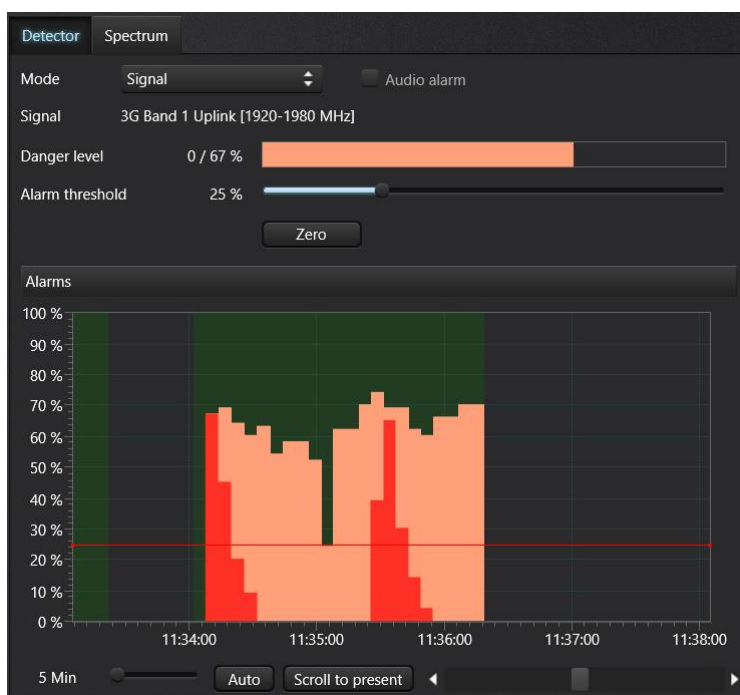 Detector Spectrum
Mode Signal Audio alarm
Signal 3G Band 1 Uplink [1920-1980 MHz]
Danger level 0 / 67 %
Alarm threshold 25 %
Zero
Alarms
100 %
90 %
80 %
70 %
60 %
50 %
40 %
30 %
20 %
10 %
0 %
11:34:00 11:35:00 11:36:00 11:37:00 11:38:00
5 Min Auto Scroll to present